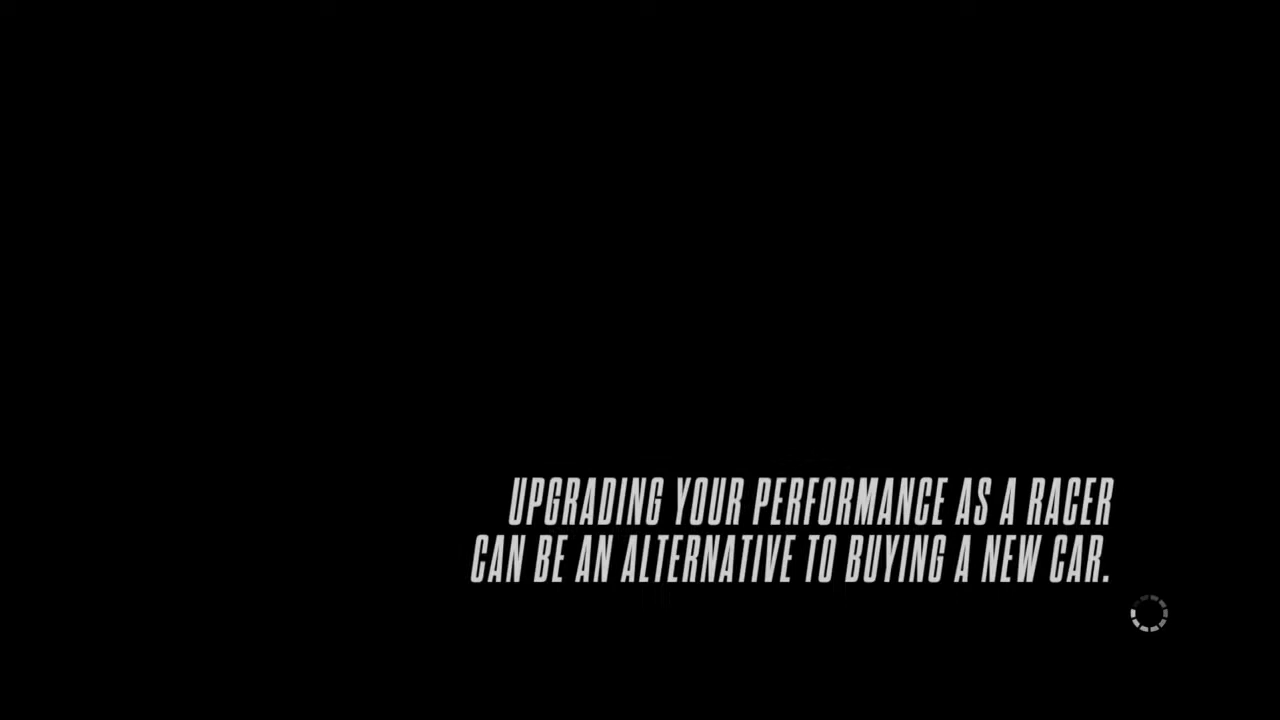 UPGRADING YOUR PERFORMANCE AS A RACER
CAN BE AN ALTERNATIVE TO BUYING A NEW CAR.